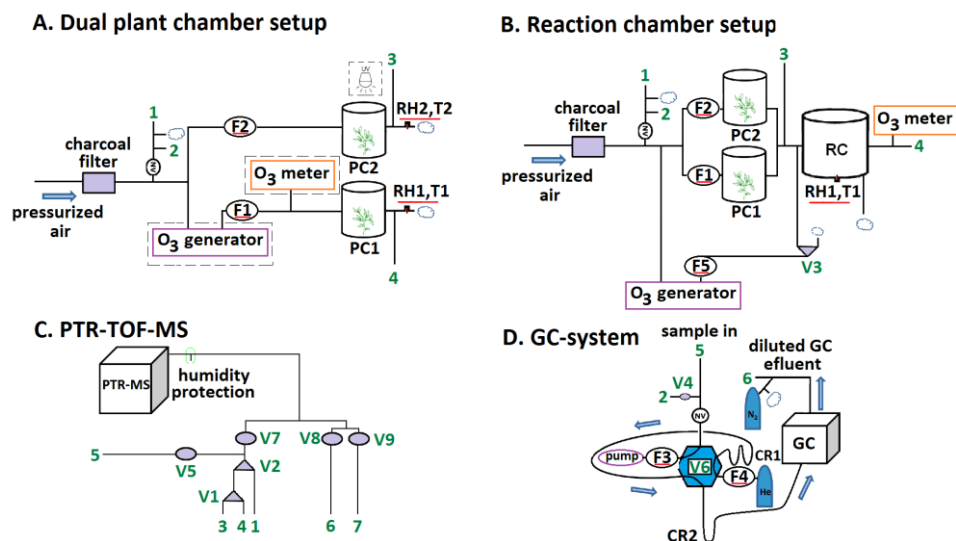 A. Dual plant chamber setup
3
UV
1
2
NV
charcoal
filter
pressurized
air
F2
PC2
RH2,T2
O3 meter
F1
PC1
RH1,T1
O3 generator
4
B. Reaction chamber setup
3
1
2
NV
charcoal
filter
pressurized
air
F2
PC2
F1
PC1
RC
O3 meter
4
RH1,T1
V3
F5
O3 generator
C. PTR-TOF-MS
PTR-MS
humidity
protection
V7
V8
V9
5
V5
V2
V1
3 4 1
6
7
D. GC-system
sample in
5
V4
2
NV
diluted GC
efluent
6
N2
GC
pump
F3
V6
F4
CR1
He
CR2